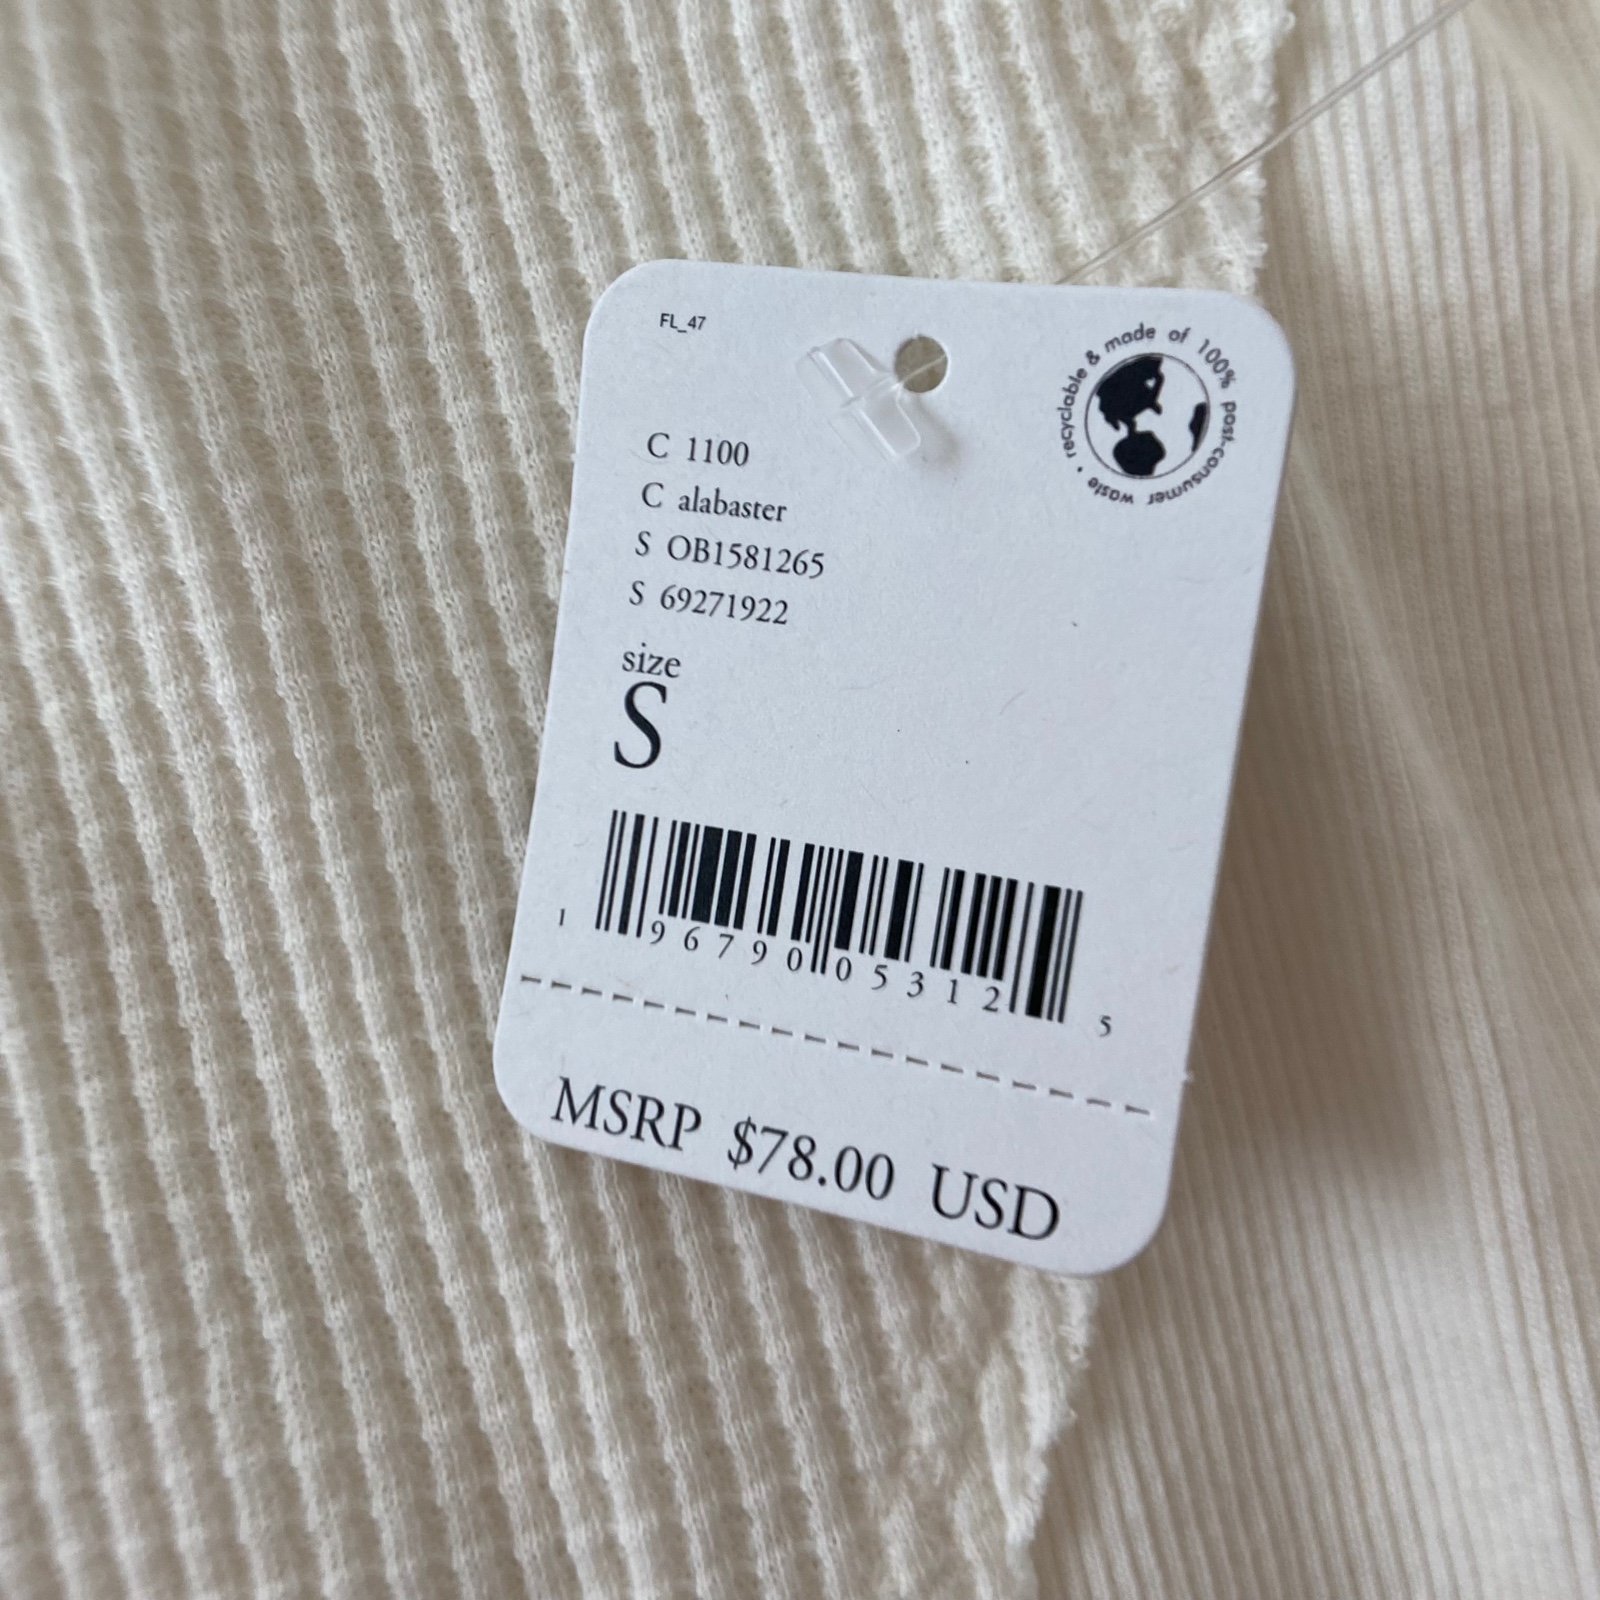 FL_47
• recyclable & made of 100% post-consumer waste
C 1100
C alabaster
S OB1581265
S 69271922
size
S
1 96790 05312 5
MSRP $78.00 USD